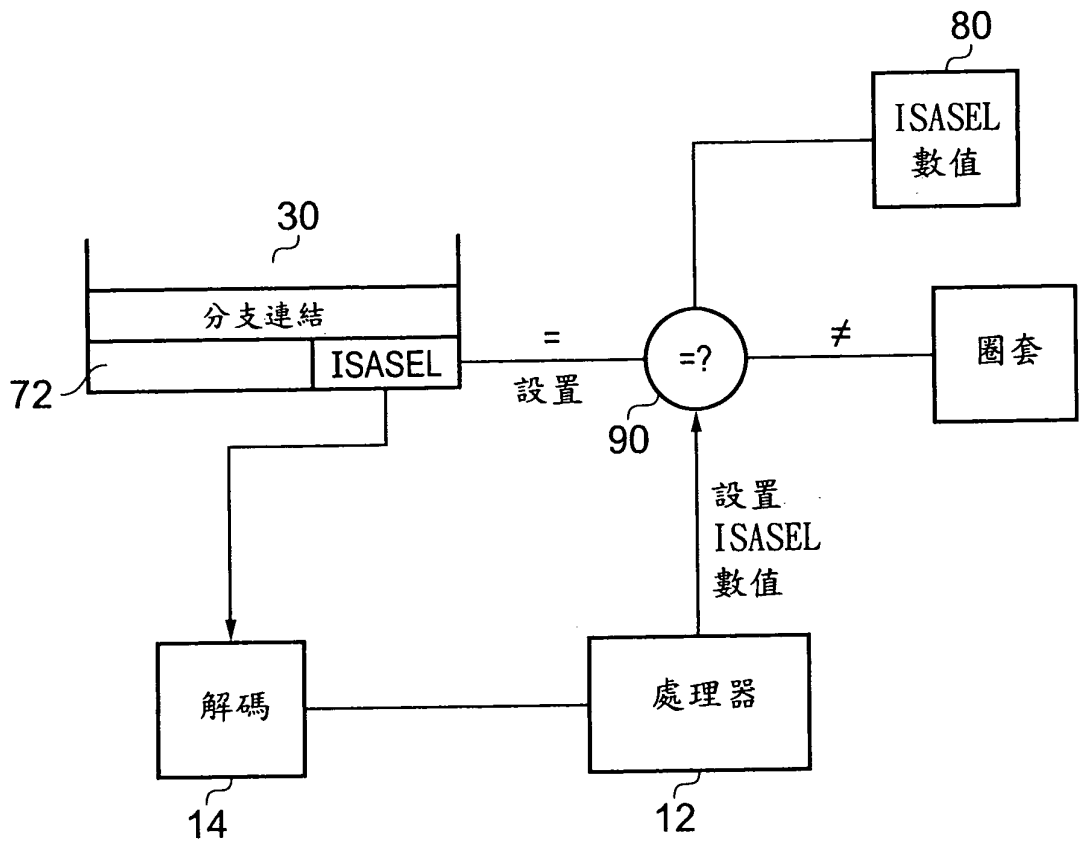 80
ISASEL
數值
30
分支連結
72
ISASEL
=
設置
=?
90
≠
圈套
設置
ISASEL
數值
解碼
14
處理器
12